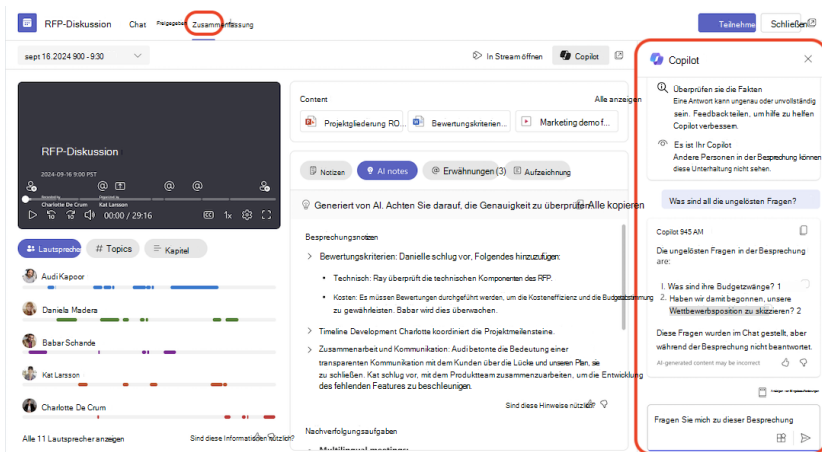 RFP-Diskussion Chat Freigegeben Zusammenfassung Teilnehme Schließen
sept 16.2024 900 - 9:30 In Stream öffnen Copilot
RFP-Diskussion
2024-09-16 9:00 PST
Charlotte De Crum Kat Larsson
00:00 / 29:16 1x
Lautsprecher # Topics Kapitel
Audi Kapoor
Daniela Madera
Babar Schande
Kat Larsson
Charlotte De Crum
Alle 11 Lautsprecher anzeigen Sind diese Informationen nützlich?
Content Alle anzeigen
Projektgliederung RO... Bewertungskriterien... Marketing demo f...
Notizen AI notes @ Erwähnungen (3) Aufzeichnung
Generiert von AI. Achten Sie darauf, die Genauigkeit zu überprüfen Alle kopieren
Besprechungsnotizen
Bewertungskriterien: Danielle schlug vor, Folgendes hinzuzufügen:
• Technisch: Ray überprüft die technischen Komponenten des RFP.
• Kosten: Es müssen Bewertungen durchgeführt werden, um die Kosteneffizienz und die Budgetabstimmung
zu gewährleisten. Babar wird dies überwachen.
Timeline Development Charlotte koordiniert die Projektmeilensteine.
Zusammenarbeit und Kommunikation: Audi betonte die Bedeutung einer
transparenten Kommunikation mit dem Kunden über die Lücke und unseren Plan, sie
zu schließen. Kat schlug vor, mit dem Produktteam zusammenzuarbeiten, um die Entwicklung
des fehlenden Features zu beschleunigen.
Sind diese Hinweise nützlich?
Nachverfolgungsaufgaben
Multilingual meetings:
Copilot
Überprüfen sie die Fakten
Eine Antwort kann ungenau oder unvollständig
sein. Feedback teilen, um hilfe zu helfen
Copilot verbessern.
Es ist Ihr Copilot
Andere Personen in der Besprechung können
diese Unterhaltung nicht sehen.
Was sind all die ungelösten Fragen?
Copilot 945 AM
Die ungelösten Fragen in der Besprechung
are:
1. Was sind ihre Budgetzwänge? 1
2. Haben wir damit begonnen, unsere
Wettbewerbsposition zu skizzieren? 2
Diese Fragen wurden im Chat gestellt, aber
während der Besprechung nicht beantwortet.
AI-generated content may be incorrect
Fragen Sie mich zu dieser Besprechung